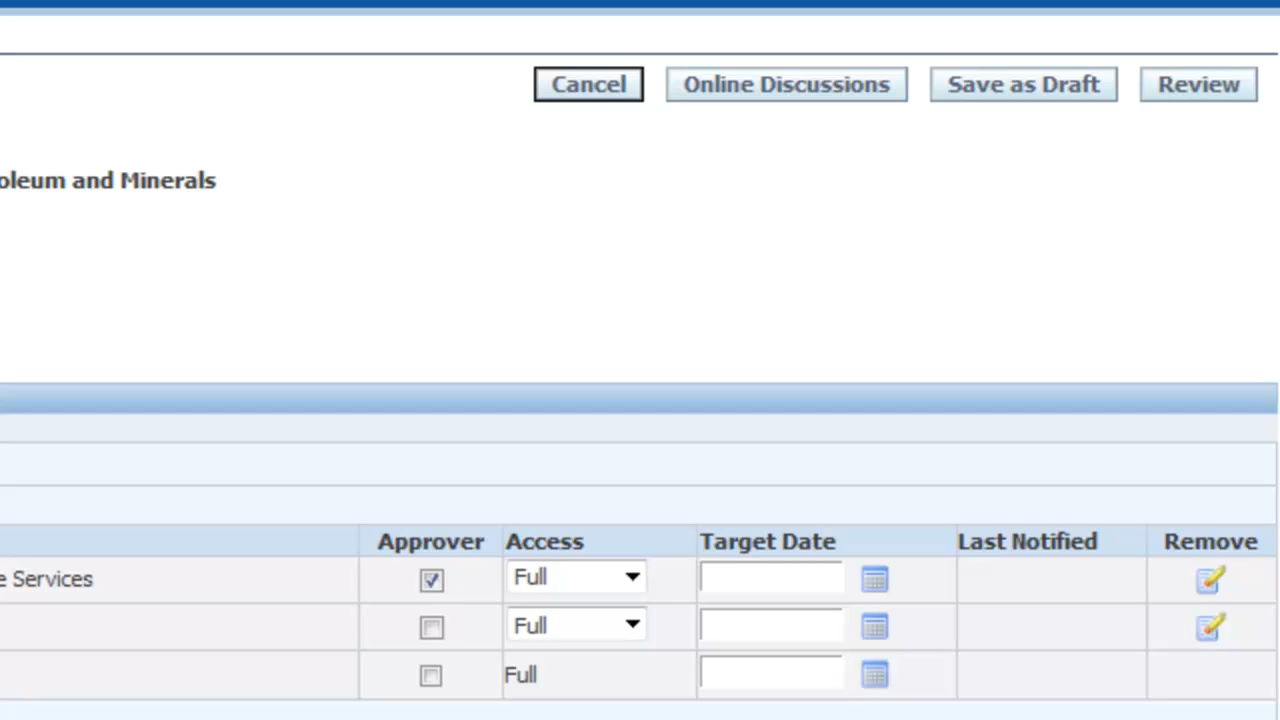 Cancel Online Discussions Save as Draft Review
oleum and Minerals
Approver Access Target Date Last Notified Remove
e Services Full
Full
Full